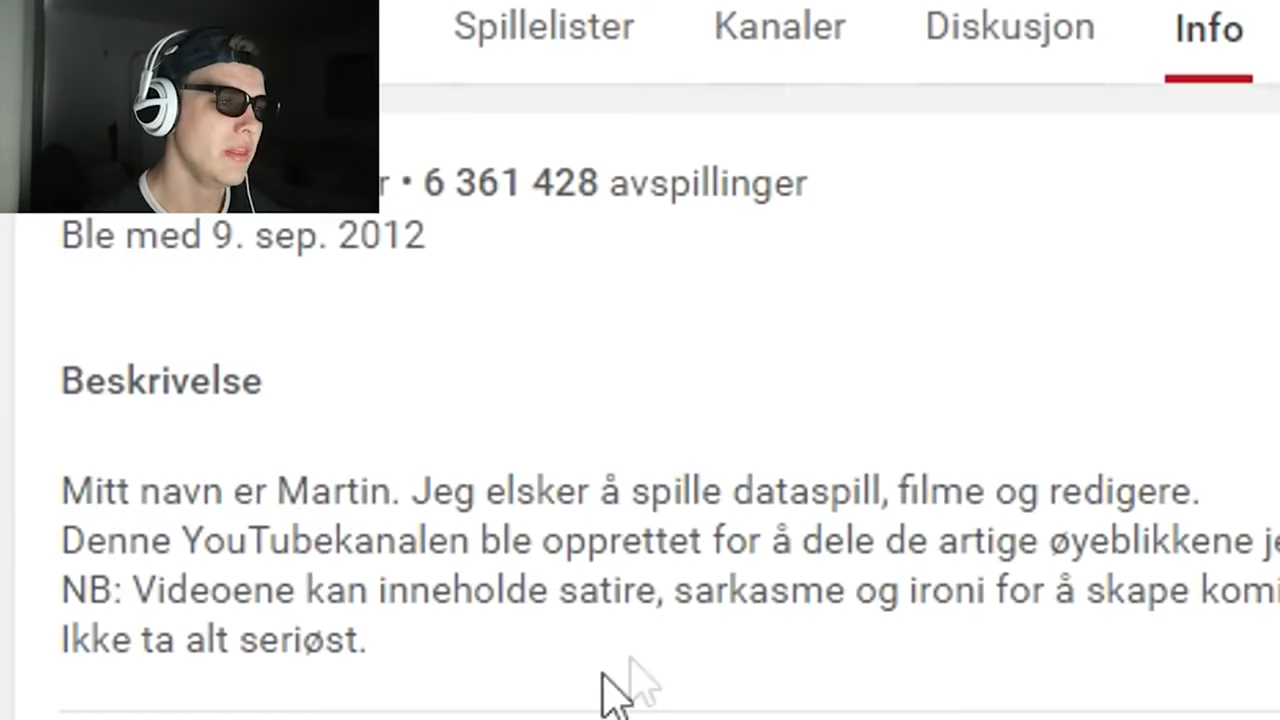 Spillelister Kanaler Diskusjon Info
• 6 361 428 avspillinger
Ble med 9. sep. 2012
Beskrivelse
Mitt navn er Martin. Jeg elsker å spille dataspill, filme og redigere.
Denne YouTubekanalen ble opprettet for å dele de artige øyeblikkene
NB: Videoene kan inneholde satire, sarkasme og ironi for å skape
Ikke ta alt seriøst.